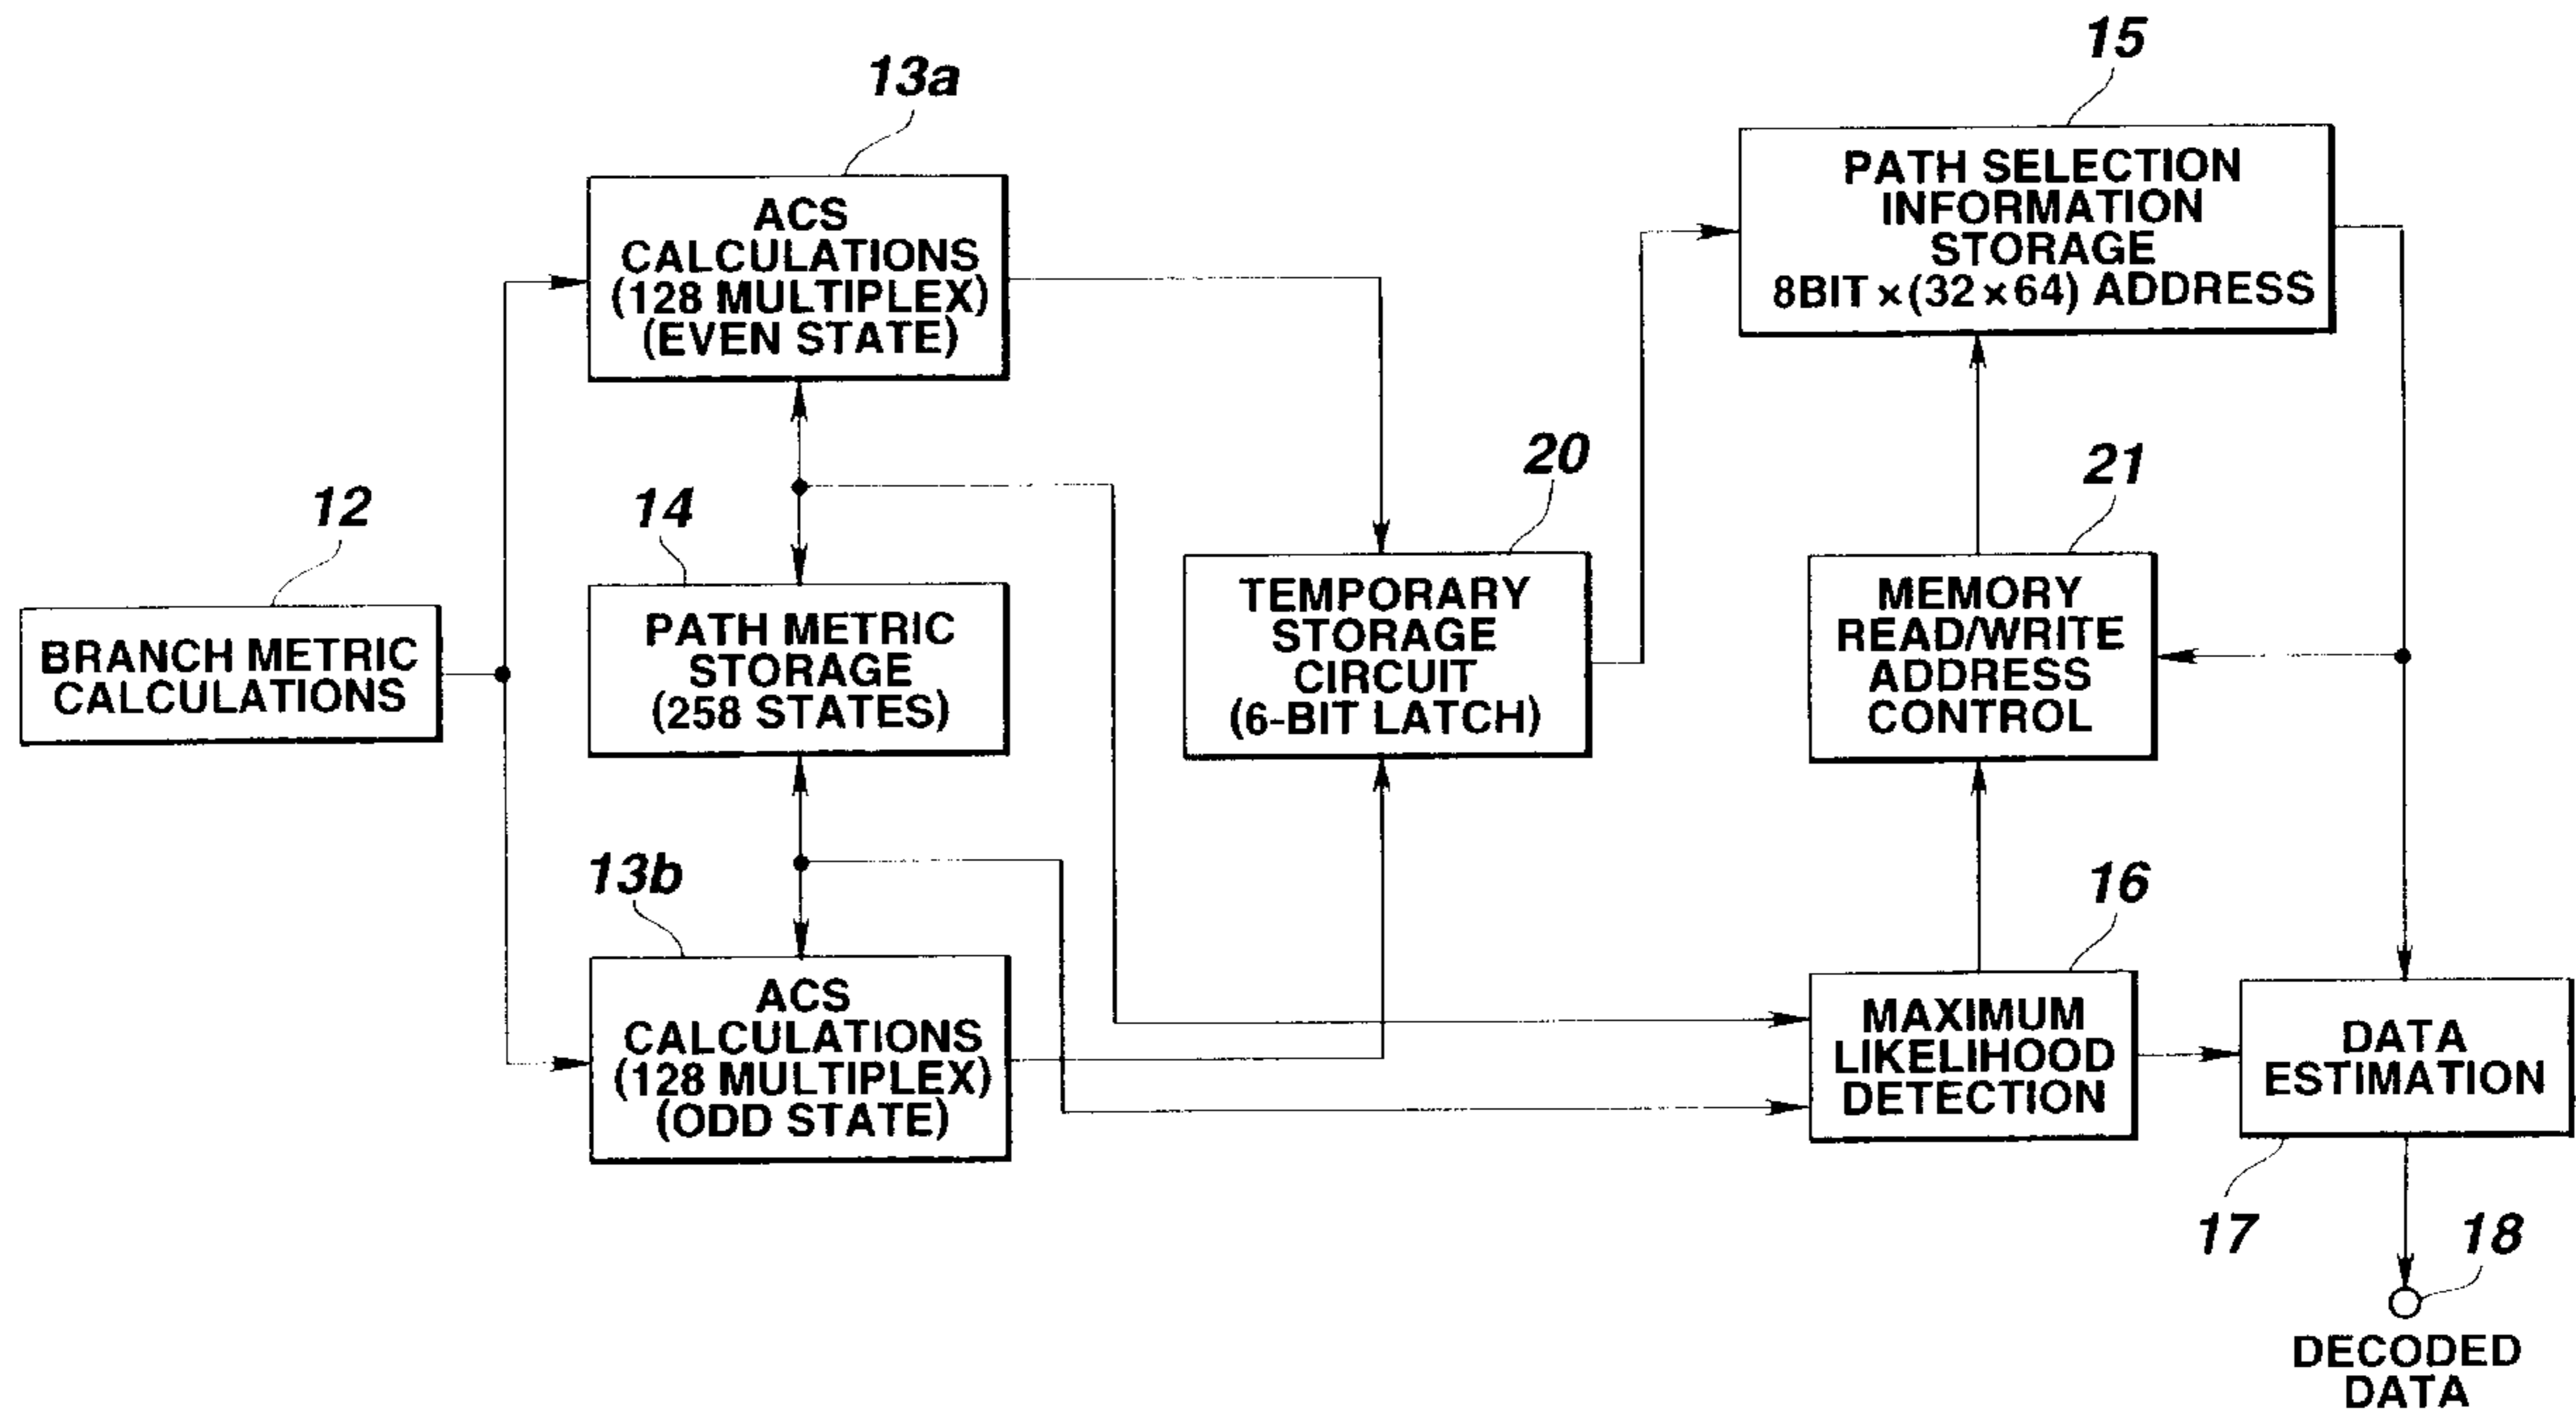 15
13a
PATH SELECTION
INFORMATION
STORAGE
8BIT×(32×64) ADDRESS
ACS
CALCULATIONS
(128 MULTIPLEX)
(EVEN STATE)
20
21
12
14
TEMPORARY
STORAGE
CIRCUIT
(6-BIT LATCH)
MEMORY
READ/WRITE
ADDRESS
CONTROL
BRANCH METRIC
CALCULATIONS
PATH METRIC
STORAGE
(258 STATES)
13b
16
ACS
CALCULATIONS
(128 MULTIPLEX)
(ODD STATE)
MAXIMUM
LIKELIHOOD
DETECTION
DATA
ESTIMATION
17
18
DECODED
DATA